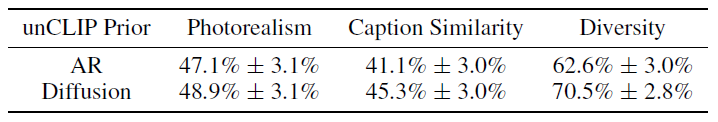 unCLIP Prior Photorealism Caption Similarity Diversity
AR 47.1% ± 3.1% 41.1% ± 3.0% 62.6% ± 3.0%
Diffusion 48.9% ± 3.1% 45.3% ± 3.0% 70.5% ± 2.8%